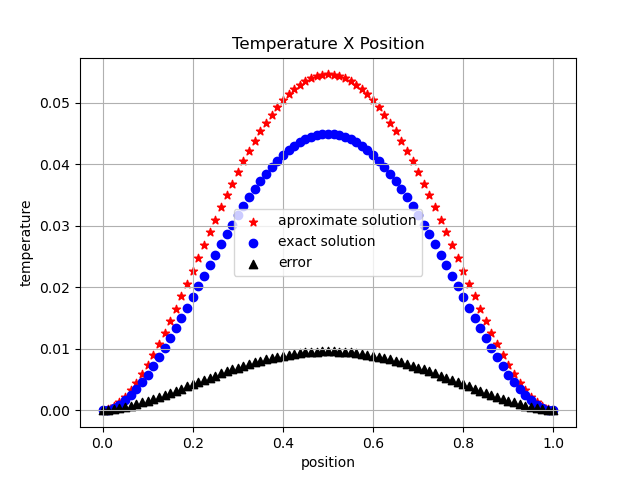 Temperature X Position
temperature
0.05
0.04
0.03
0.02
0.01
0.00
aproximate solution
exact solution
error
0.0 0.2 0.4 0.6 0.8 1.0
position